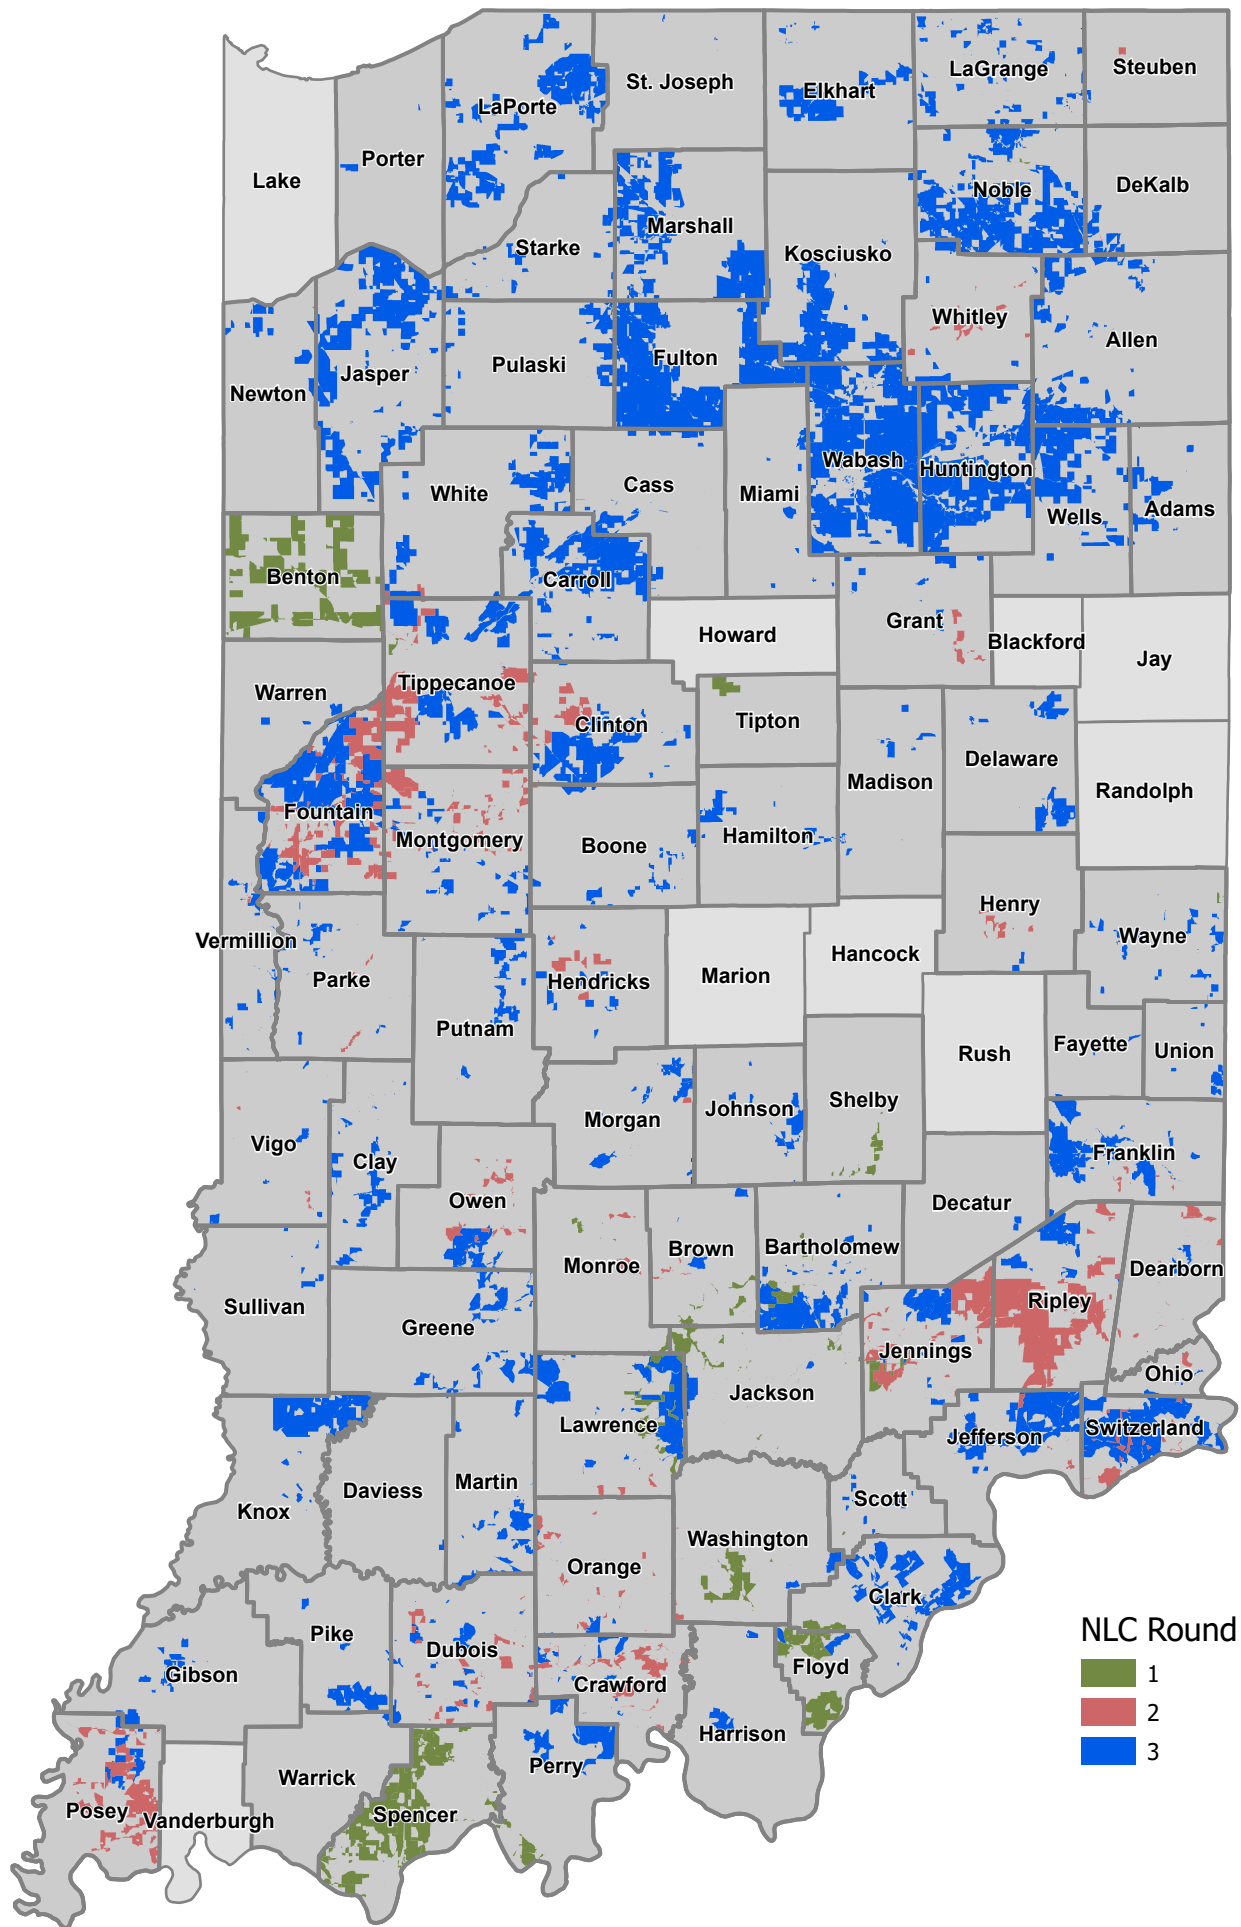 LaGrange
Steuben
St. Joseph
Elkhart
LaPorte
Porter
Lake
DeKalb
Noble
Marshall
Starke
Kosciusko
Whitley
Allen
Fulton
Pulaski
Jasper
Newton
Wabash
Huntington
Cass
White
Miami
Adams
Wells
Benton
Carroll
Grant
Howard
Blackford
Jay
Tippecanoe
Warren
Clinton
Tipton
Delaware
Madison
Randolph
Fountain
Hamilton
Montgomery
Boone
Henry
Wayne
Vermillion
Hancock
Marion
Parke
Hendricks
Putnam
Fayette
Union
Rush
Shelby
Johnson
Morgan
Vigo
Franklin
Clay
Owen
Decatur
Bartholomew
Brown
Monroe
Dearborn
Ripley
Sullivan
Greene
Jennings
Ohio
Jackson
Lawrence
Switzerland
Jefferson
Martin
Daviess
Scott
Knox
Washington
Orange
Clark
Pike
NLC Round
Dubois
Floyd
Gibson
1
Crawford
2
Harrison
3
Perry
Warrick
Posey
Spencer
Vanderburgh